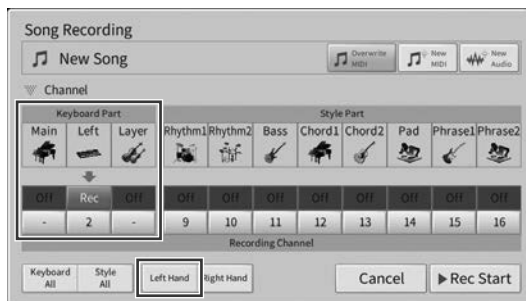 Song Recording
New Song
Overwrite MIDI
New MIDI
New Audio
Channel
Keyboard Part
Style Part
Main Left Layer Rhythm1 Rhythm2 Bass Chord1 Chord2 Pad Phrase1 Phrase2
Off Rec Off Off Off Off Off Off Off Off Off
- 2 - 9 10 11 12 13 14 15 16
Recording Channel
Keyboard All
Style All
Left Hand
Right Hand
Cancel
Rec Start